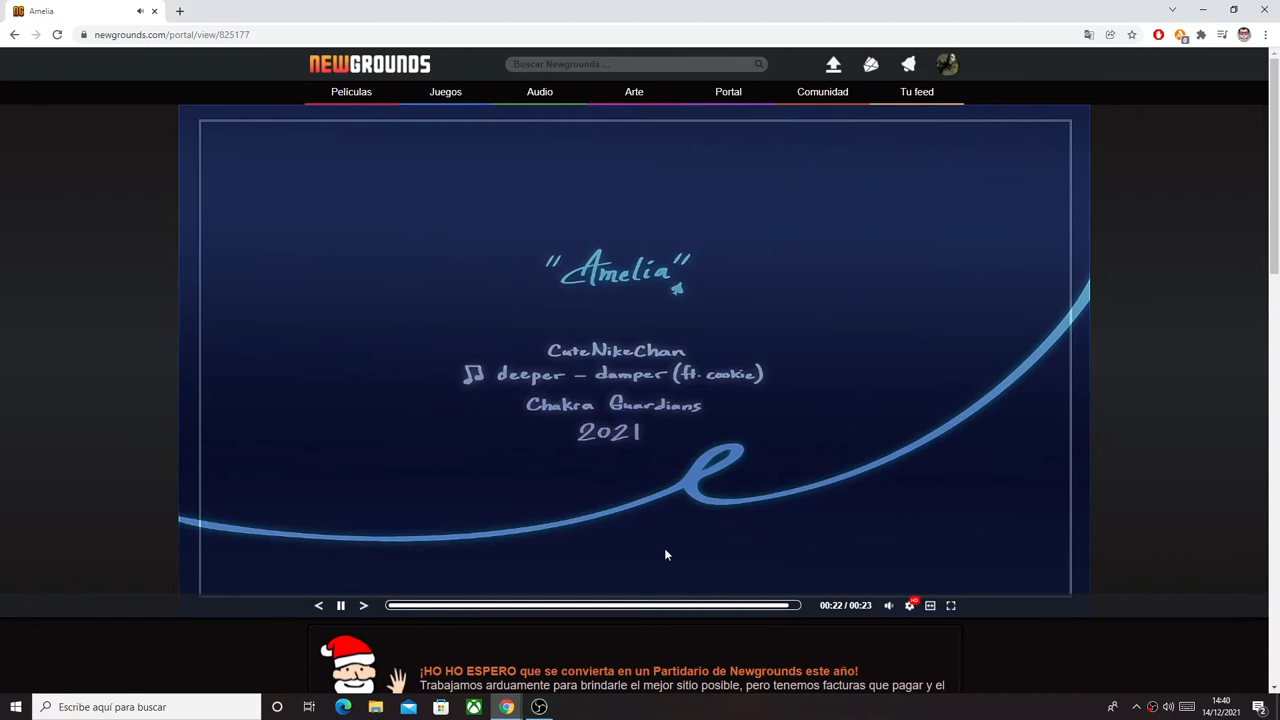 Amelia
newgrounds.com/portal/view/825177
NEWGROUNDS
Buscar Newgrounds ...
Películas Juegos Audio Arte Portal Comunidad Tu feed
"Amelia"
CuteNikeChan
♫ deeper - damper (ft. cookie)
Chakra Guardians
2021
00:22 / 00:23
HD
¡HO HO ESPERO que se convierta en un Partidario de Newgrounds este año!
Trabajamos arduamente para brindarle el mejor sitio posible, pero tenemos facturas que pagar y el
Escribe aquí para buscar
14:40
14/12/2021
2